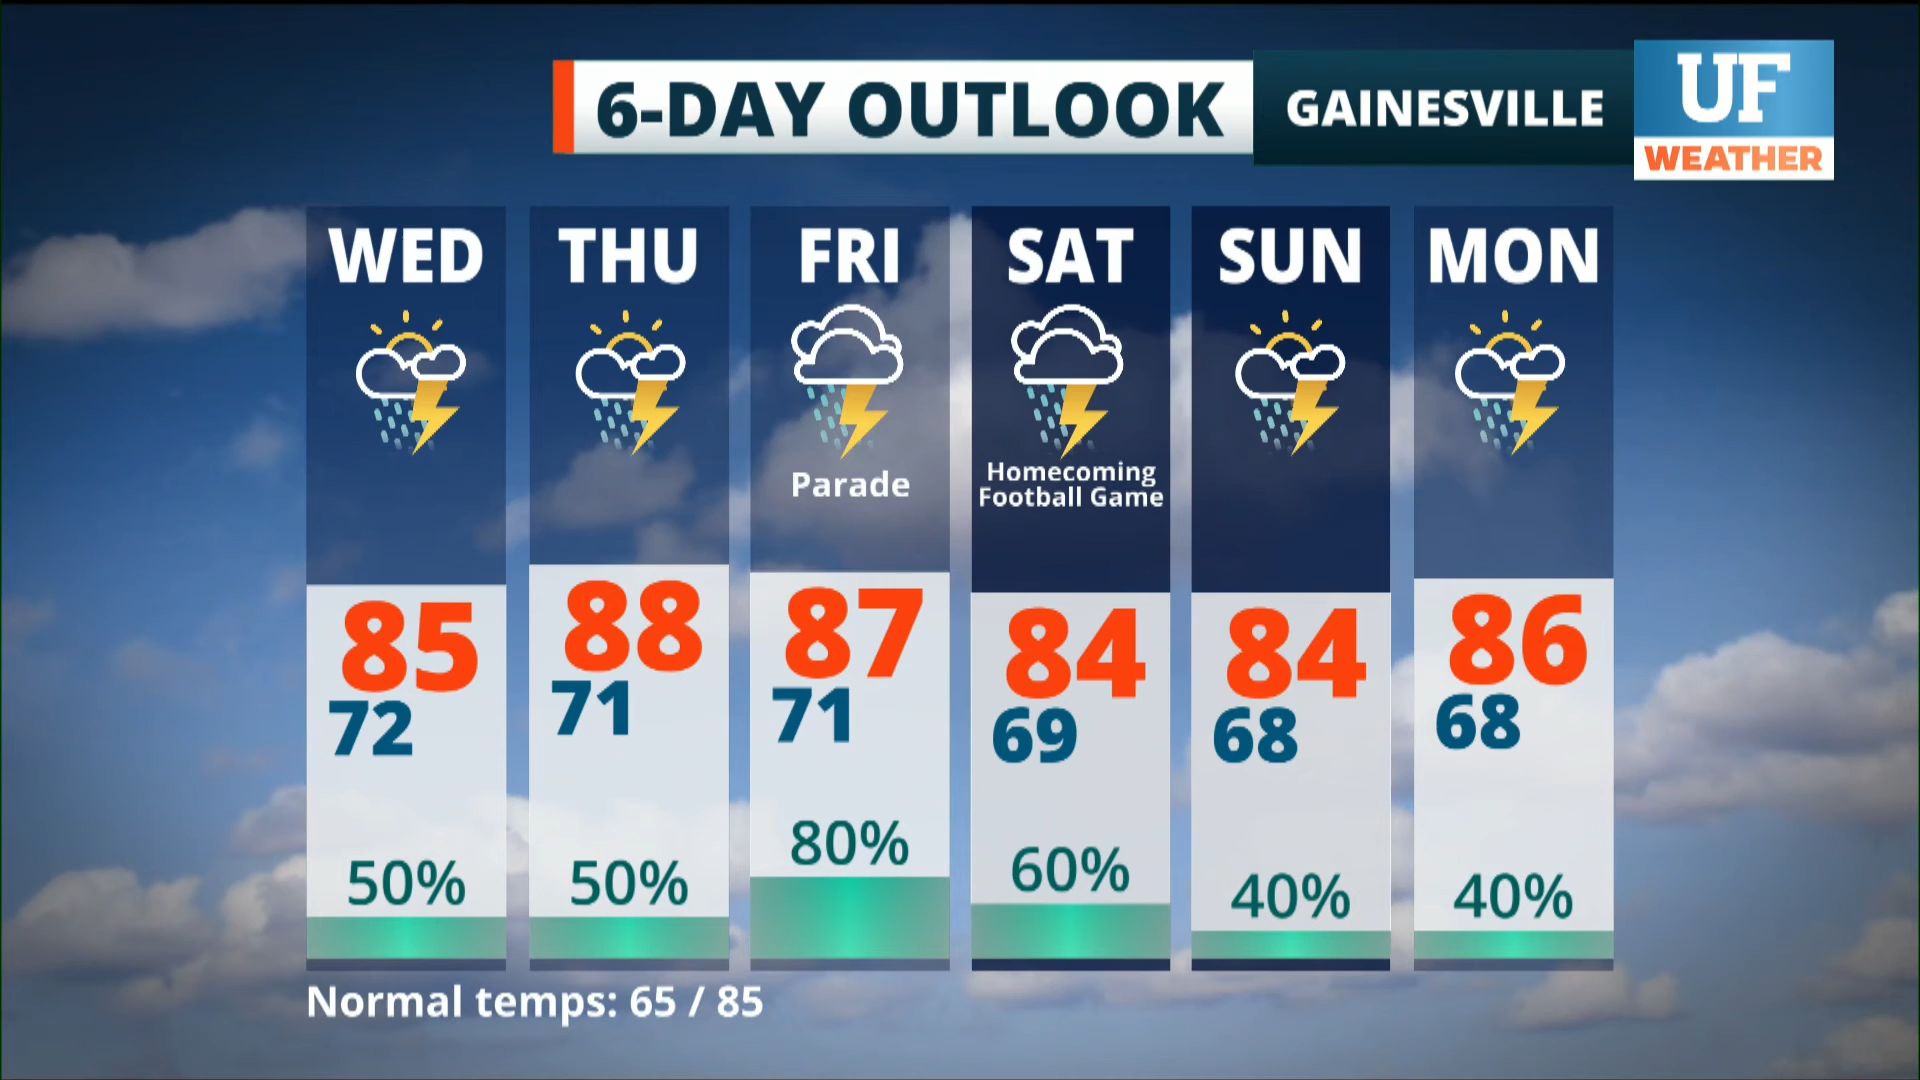 6-DAY OUTLOOK
GAINESVILLE
UF
WEATHER
WED
THU
FRI
SAT
SUN
MON
Parade
Homecoming
Football Game
85
88
87
84
84
86
72
71
71
69
68
68
50%
50%
80%
60%
40%
40%
Normal temps: 65 / 85